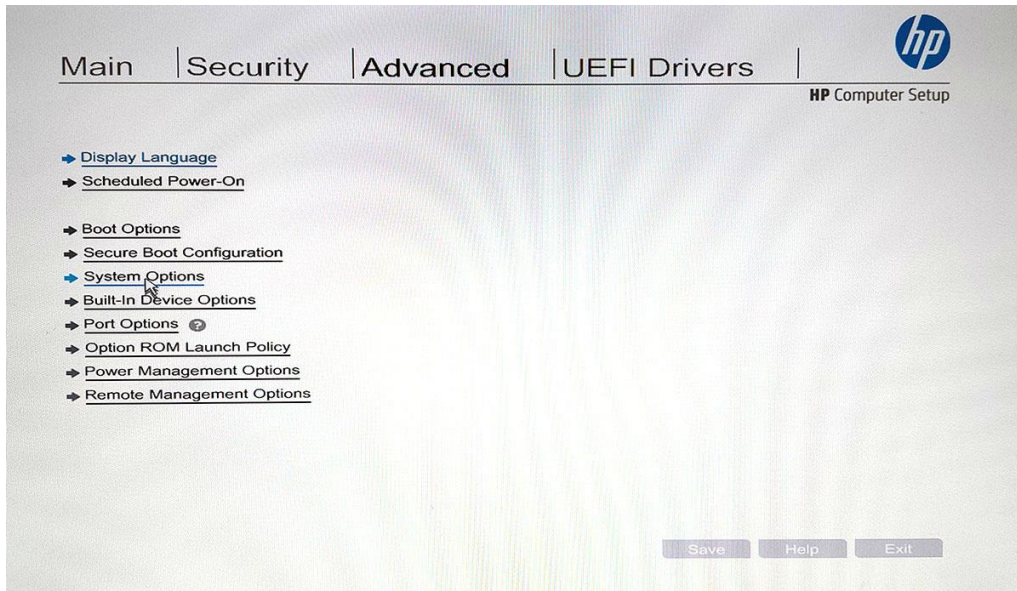 hp
Main Security Advanced UEFI Drivers
HP Computer Setup
Display Language
Scheduled Power-On
Boot Options
Secure Boot Configuration
System Options
Built-In Device Options
Port Options ?
Option ROM Launch Policy
Power Management Options
Remote Management Options
Save Help Exit